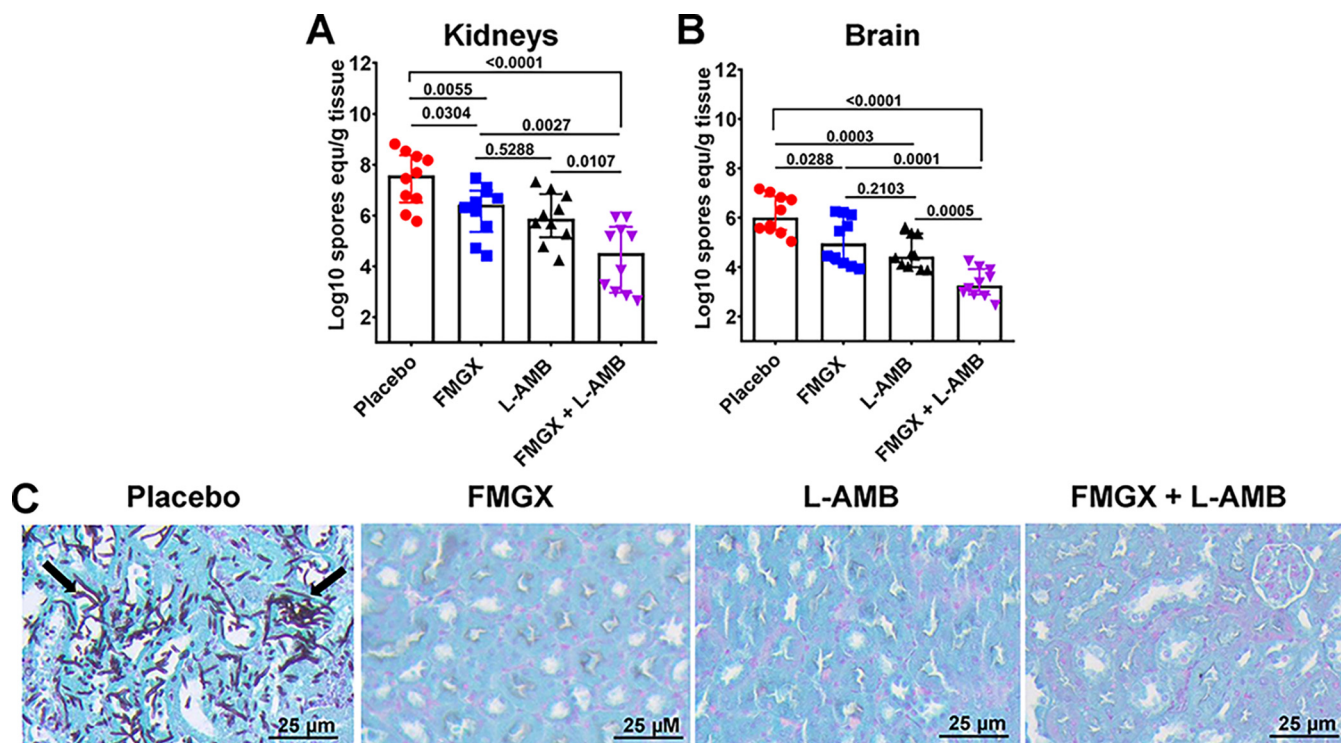 A
Kidneys
Log10 spores equ/g tissue
12
10
8
6
4
2
<0.0001
0.0055
0.0304
0.0027
0.5288
0.0107
Placebo
FMGX
L-AMB
FMGX + L-AMB
B
Brain
Log10 spores equ/g tissue
12
10
8
6
4
2
<0.0001
0.0003
0.0288
0.0001
0.2103
0.0005
Placebo
FMGX
L-AMB
FMGX + L-AMB
C
Placebo
FMGX
L-AMB
FMGX + L-AMB
25 µm
25 µM
25 µm
25 µm